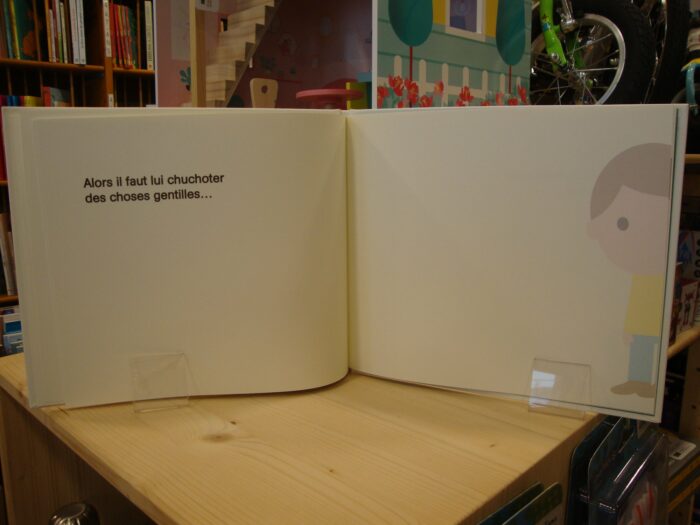 Alors il faut lui chuchoter
des choses gentilles...